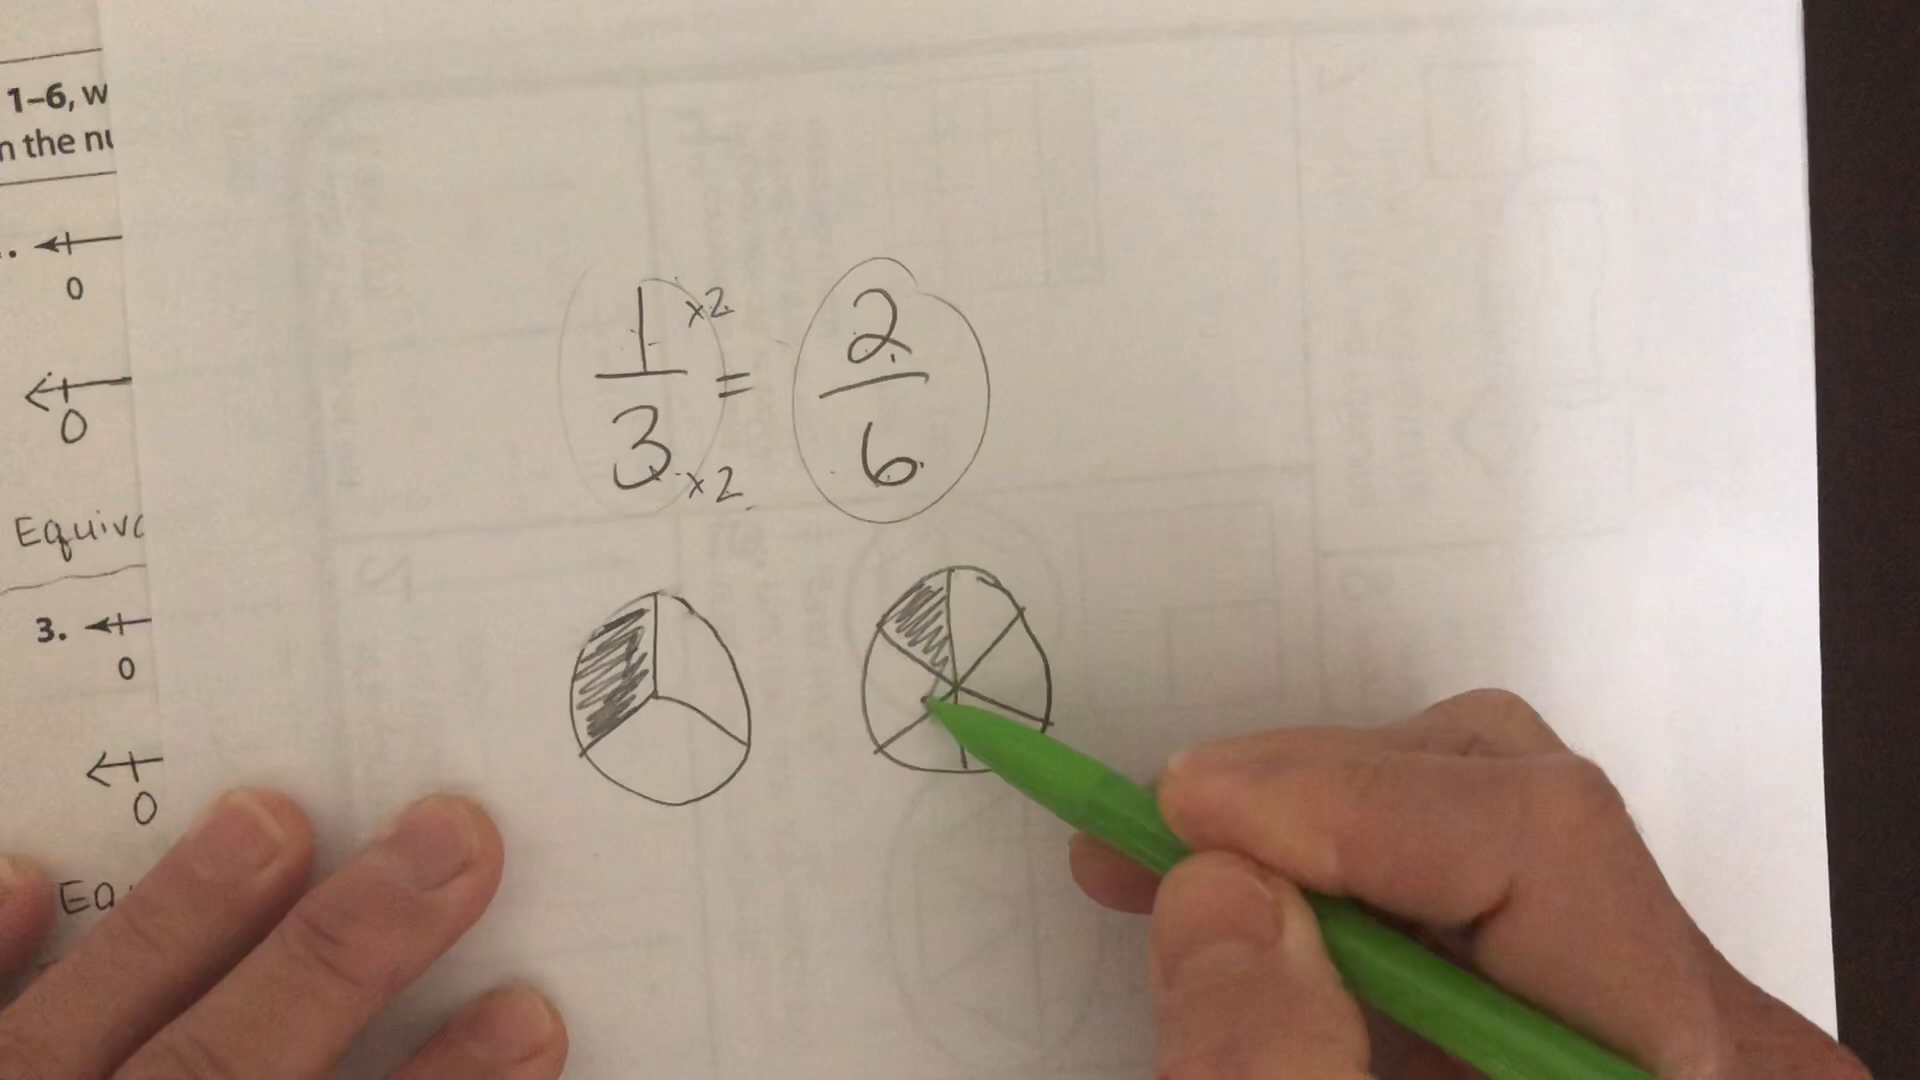 1–6, w
n the nu
0
0
Equiva
3.
0
0
Eq
1 ×2 = 2
3 ×2 6